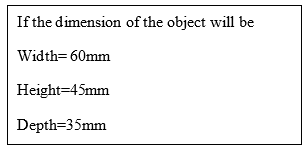 If the dimension of the object will be
Width= 60mm
Height=45mm
Depth=35mm